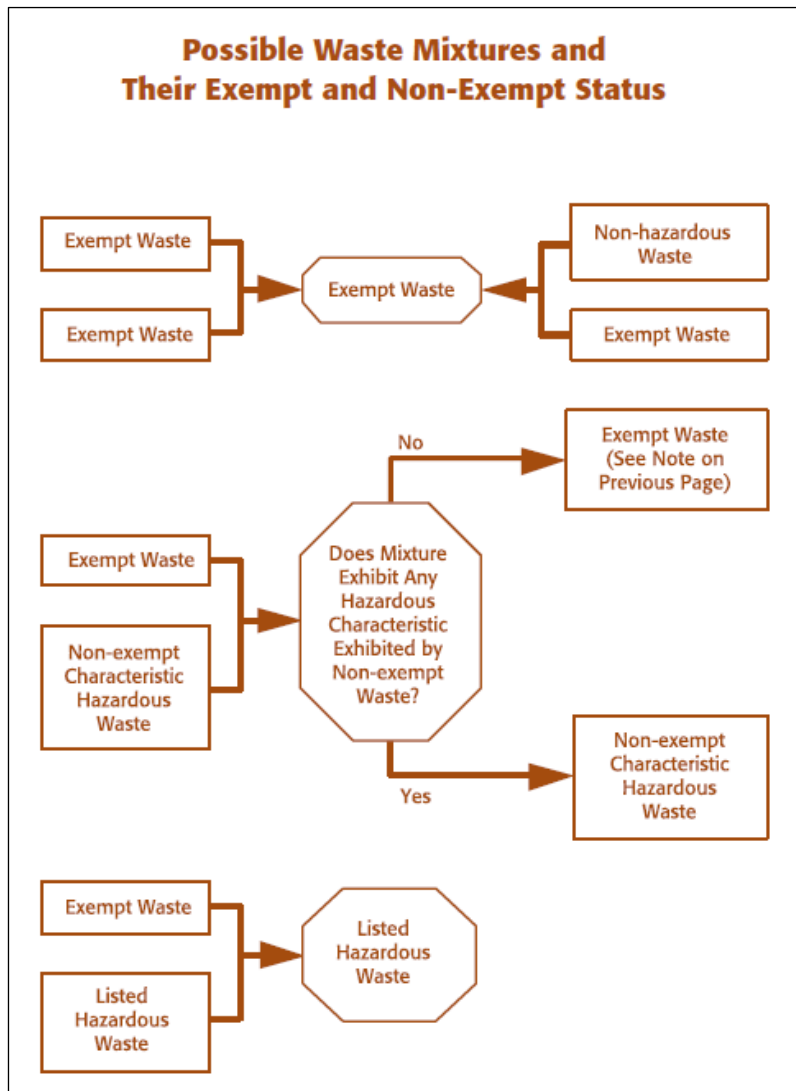 Possible Waste Mixtures and
Their Exempt and Non-Exempt Status
Exempt Waste
Exempt Waste
Exempt Waste
Non-hazardous
Waste
Exempt Waste
Exempt Waste
Non-exempt
Characteristic
Hazardous
Waste
Does Mixture
Exhibit Any
Hazardous
Characteristic
Exhibited by
Non-exempt
Waste?
No
Exempt Waste
(See Note on
Previous Page)
Yes
Non-exempt
Characteristic
Hazardous
Waste
Exempt Waste
Listed
Hazardous
Waste
Listed
Hazardous
Waste